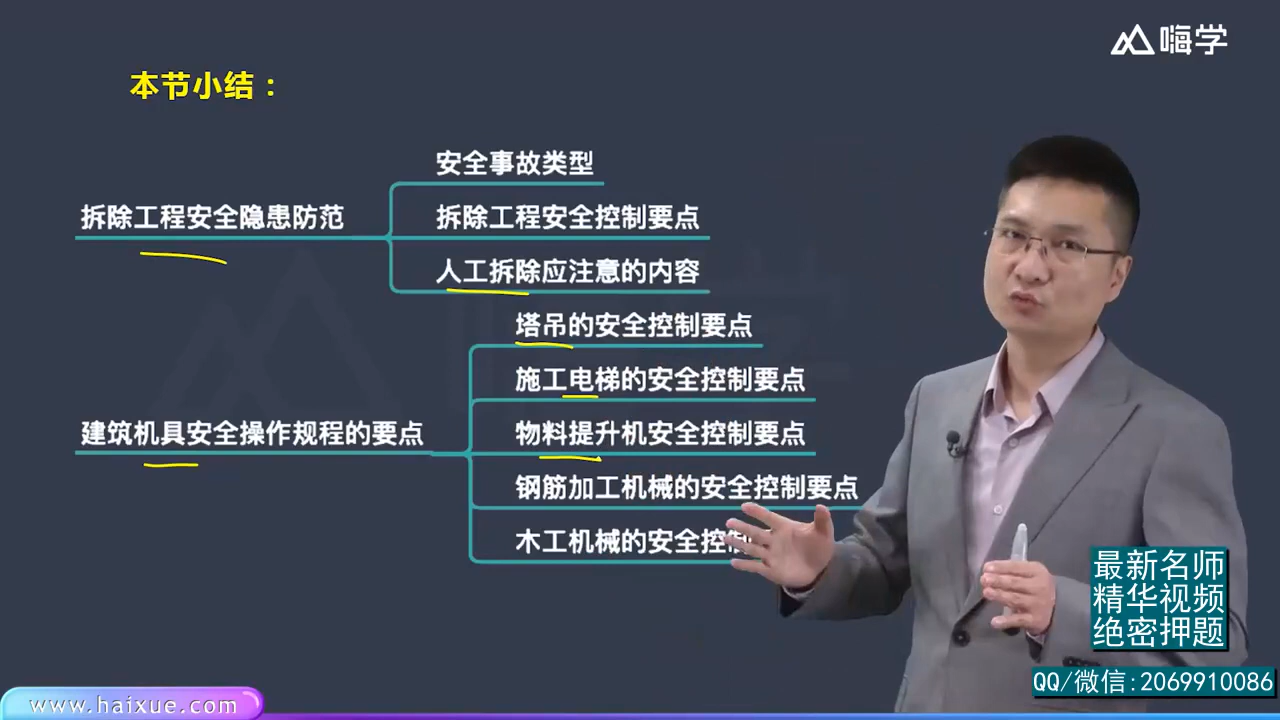 嗨学
本节小结：
安全事故类型
拆除工程安全隐患防范
拆除工程安全控制要点
人工拆除应注意的内容
塔吊的安全控制要点
施工电梯的安全控制要点
建筑机具安全操作规程的要点
物料提升机安全控制要点
钢筋加工机械的安全控制要点
木工机械的安全控制
最新名师
精华视频
绝密押题
QQ/微信:2069910086
www.haixue.com